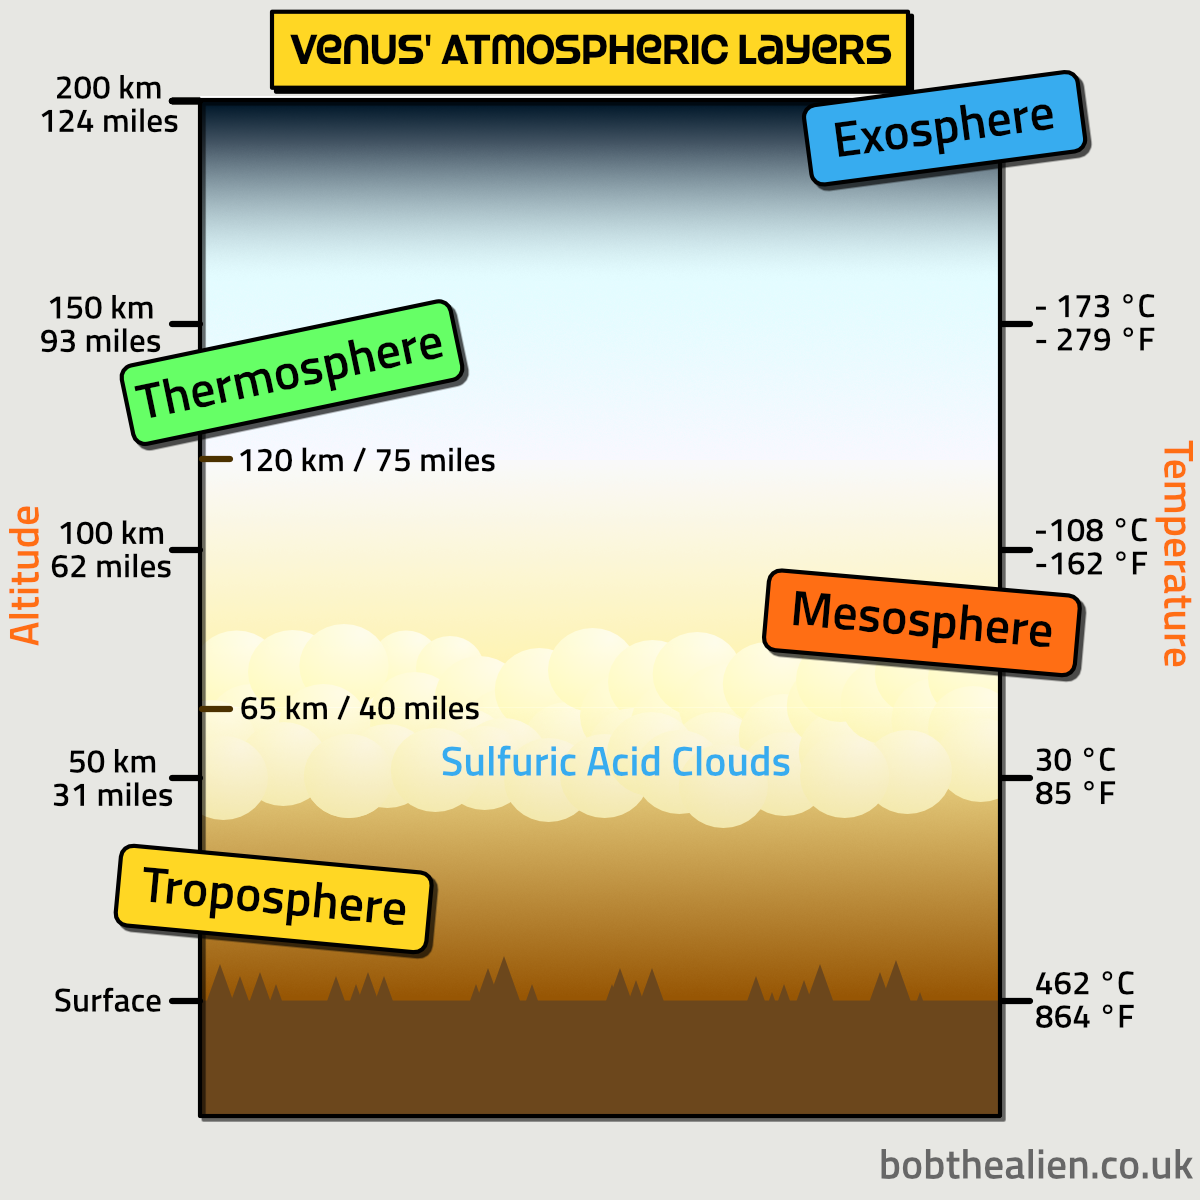 VENUS' ATMOSPHERIC LAYERS
200 km
124 miles
Exosphere
150 km
93 miles
- 173 °C
- 279 °F
Thermosphere
120 km / 75 miles
Altitude
Temperature
100 km
62 miles
-108 °C
-162 °F
Mesosphere
65 km / 40 miles
Sulfuric Acid Clouds
50 km
31 miles
30 °C
85 °F
Troposphere
Surface
462 °C
864 °F
bobthealien.co.uk